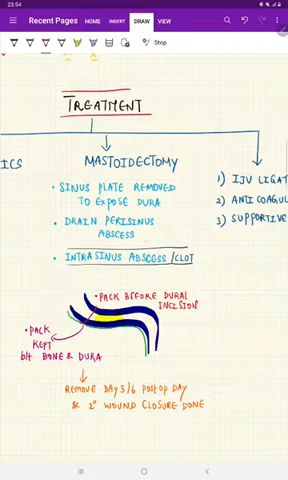 23:54
Recent Pages HOME INSERT DRAW VIEW
Stop
TREATMENT
ICS
MASTOIDECTOMY
• SINUS PLATE REMOVED
TO EXPOSE DURA
• DRAIN PERISINUS
ABSCESS
• INTRASINUS ABSCESS/CLOT
1) IJV LIGAT
2) ANTICOAGUL
3) SUPPORTIVE
• PACK BEFORE DURAL
INCISION
• PACK
KEPT
b/t BONE & DURA
REMOVE DAY 5/6 POSTOP DAY
& 2° WOUND CLOSURE DONE